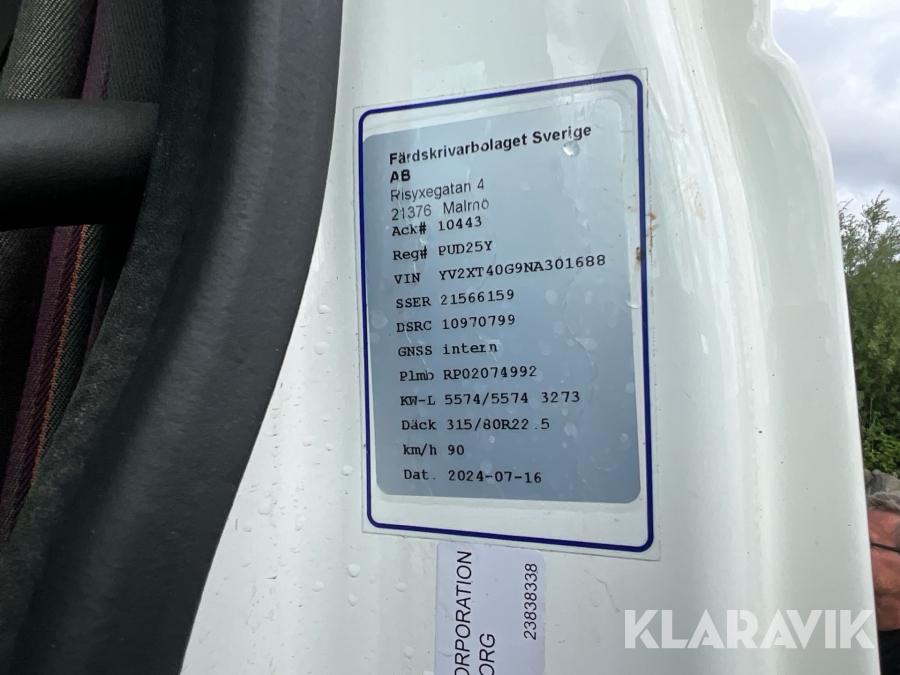 Färdskrivarbolaget Sverige
AB
Risyxegatan 4
21376 Malmö
Ack# 10443
Reg# PUD25Y
VIN YV2XT40G9NA301688
SSER 21566159
DSRC 10970799
GNSS intern
Plmb RP02074992
KW-L 5574/5574 3273
Däck 315/80R22.5
km/h 90
Dat. 2024-07-16
ORPORATION
ORG
23838338
KLARAVIK